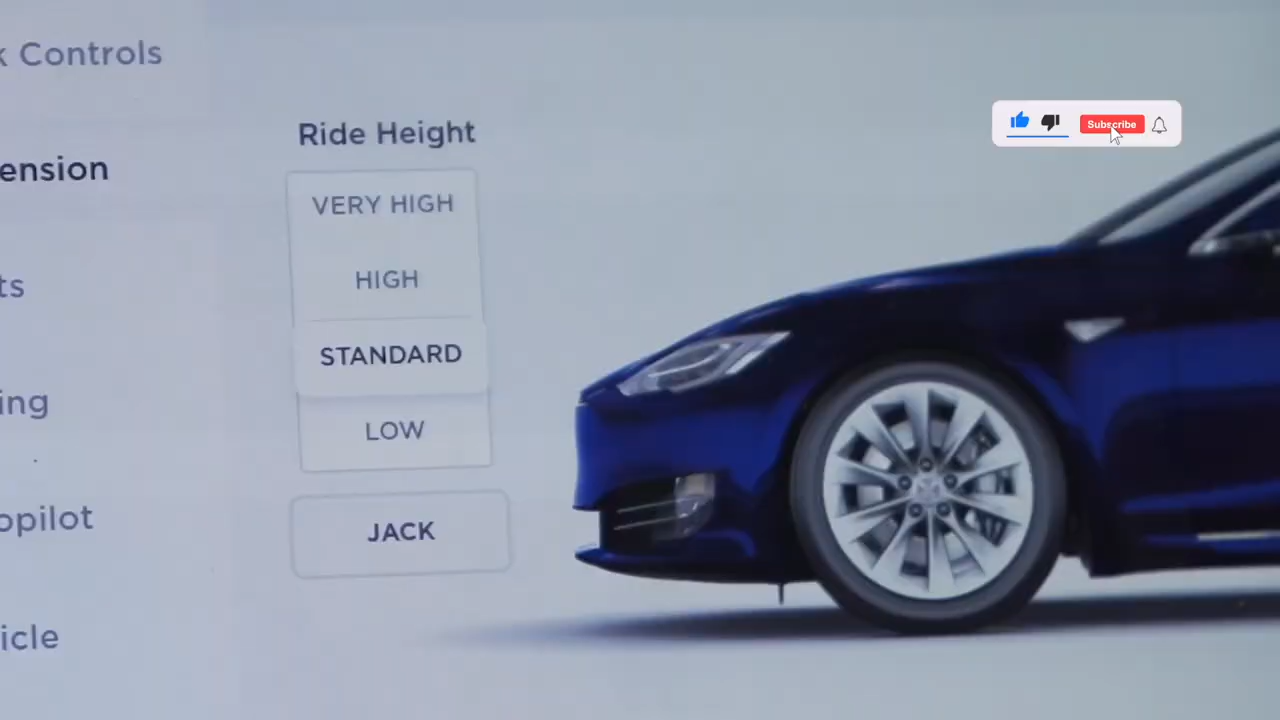 k Controls
ension
ts
ing
opilot
icle
Ride Height
VERY HIGH
HIGH
STANDARD
LOW
JACK
Subscribe